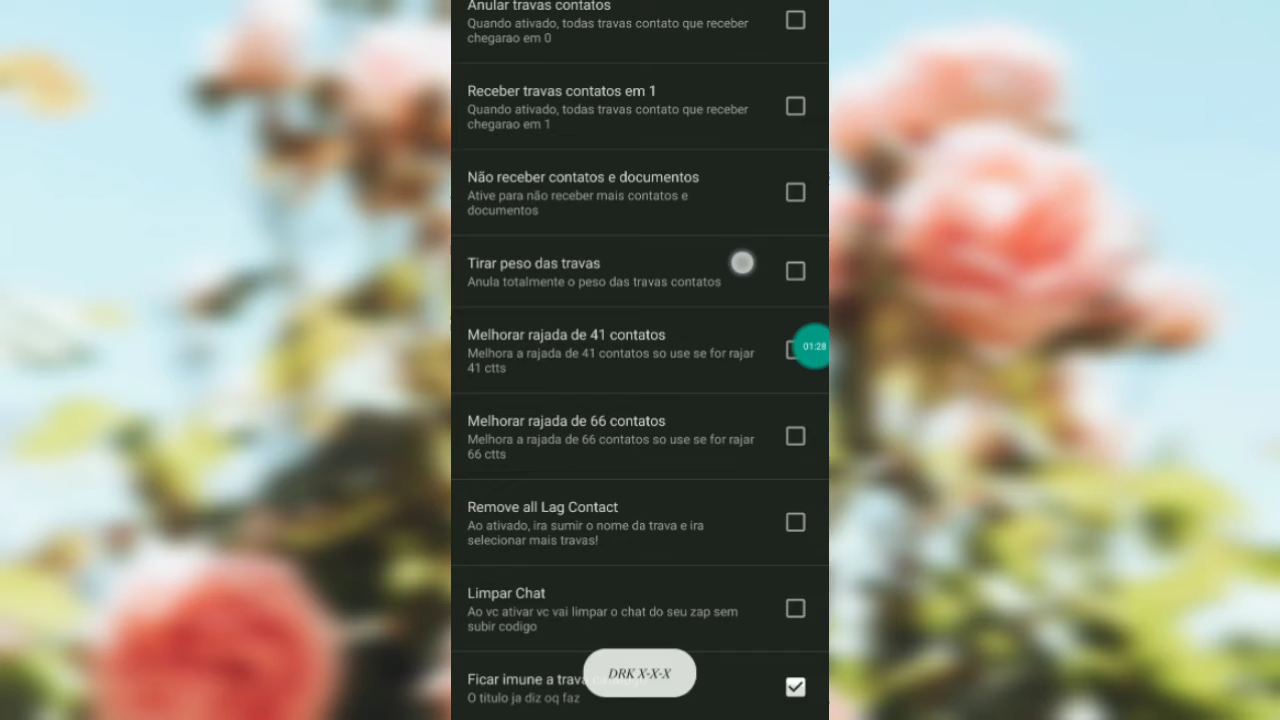 Anular travas contatos
Quando ativado, todas travas contato que receber
chegarao em 0
Receber travas contatos em 1
Quando ativado, todas travas contato que receber
chegarao em 1
Não receber contatos e documentos
Ative para não receber mais contatos e
documentos
Tirar peso das travas
Anula totalmente o peso das travas contatos
Melhorar rajada de 41 contatos
Melhora a rajada de 41 contatos so use se for rajar
41 ctts
01:28
Melhorar rajada de 66 contatos
Melhora a rajada de 66 contatos so use se for rajar
66 ctts
Remove all Lag Contact
Ao ativado, ira sumir o nome da trava e ira
selecionar mais travas!
Limpar Chat
Ao vc ativar vc vai limpar o chat do seu zap sem
subir codigo
Ficar imune a trava
DRK X-X-X
O titulo ja diz oq faz